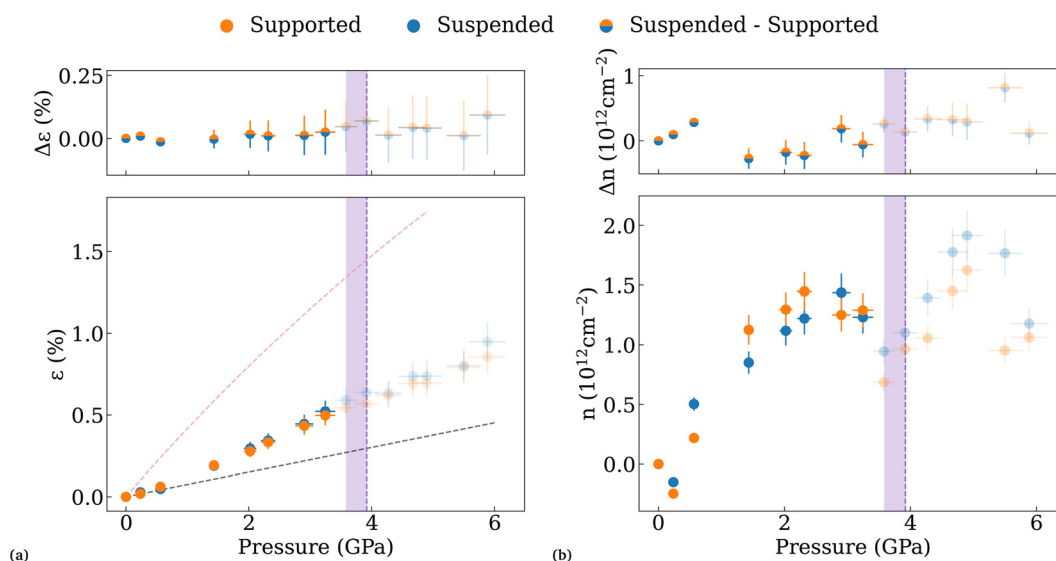 Supported Suspended Suspended - Supported
0.25
0.00
Δε (%)
1
0
Δn (10¹²cm⁻²)
1.5
1.0
0.5
0.0
ε (%)
0 2 4 6
Pressure (GPa)
(a)
2.0
1.5
1.0
0.5
0.0
n (10¹²cm⁻²)
0 2 4 6
Pressure (GPa)
(b)